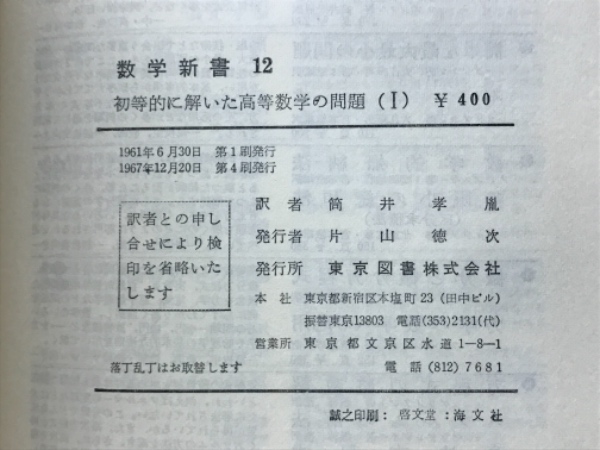 数学新書 12
初等的に解いた高等数学の問題(Ⅰ) ¥400
1961年6月30日 第1刷発行
1967年12月20日 第4刷発行
訳者との申し
合せにより検
印を省略いた
します
訳者 筒井孝胤
発行者 片山徳次
発行所 東京図書株式会社
本社 東京都新宿区本塩町23(田中ビル)
振替東京13803 電話(353)2131(代)
営業所 東京都文京区水道1−8−1
落丁乱丁はお取替します 電話(812)7681
誠之印刷:啓文堂:海文社